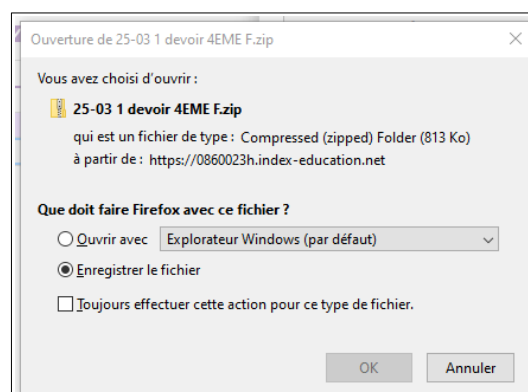 Ouverture de 25-03 1 devoir 4EME F.zip
Vous avez choisi d'ouvrir :
25-03 1 devoir 4EME F.zip
qui est un fichier de type : Compressed (zipped) Folder (813 Ko)
à partir de : https://0860023h.index-education.net
Que doit faire Firefox avec ce fichier ?
Ouvrir avec Explorateur Windows (par défaut)
Enregistrer le fichier
Toujours effectuer cette action pour ce type de fichier.
OK Annuler